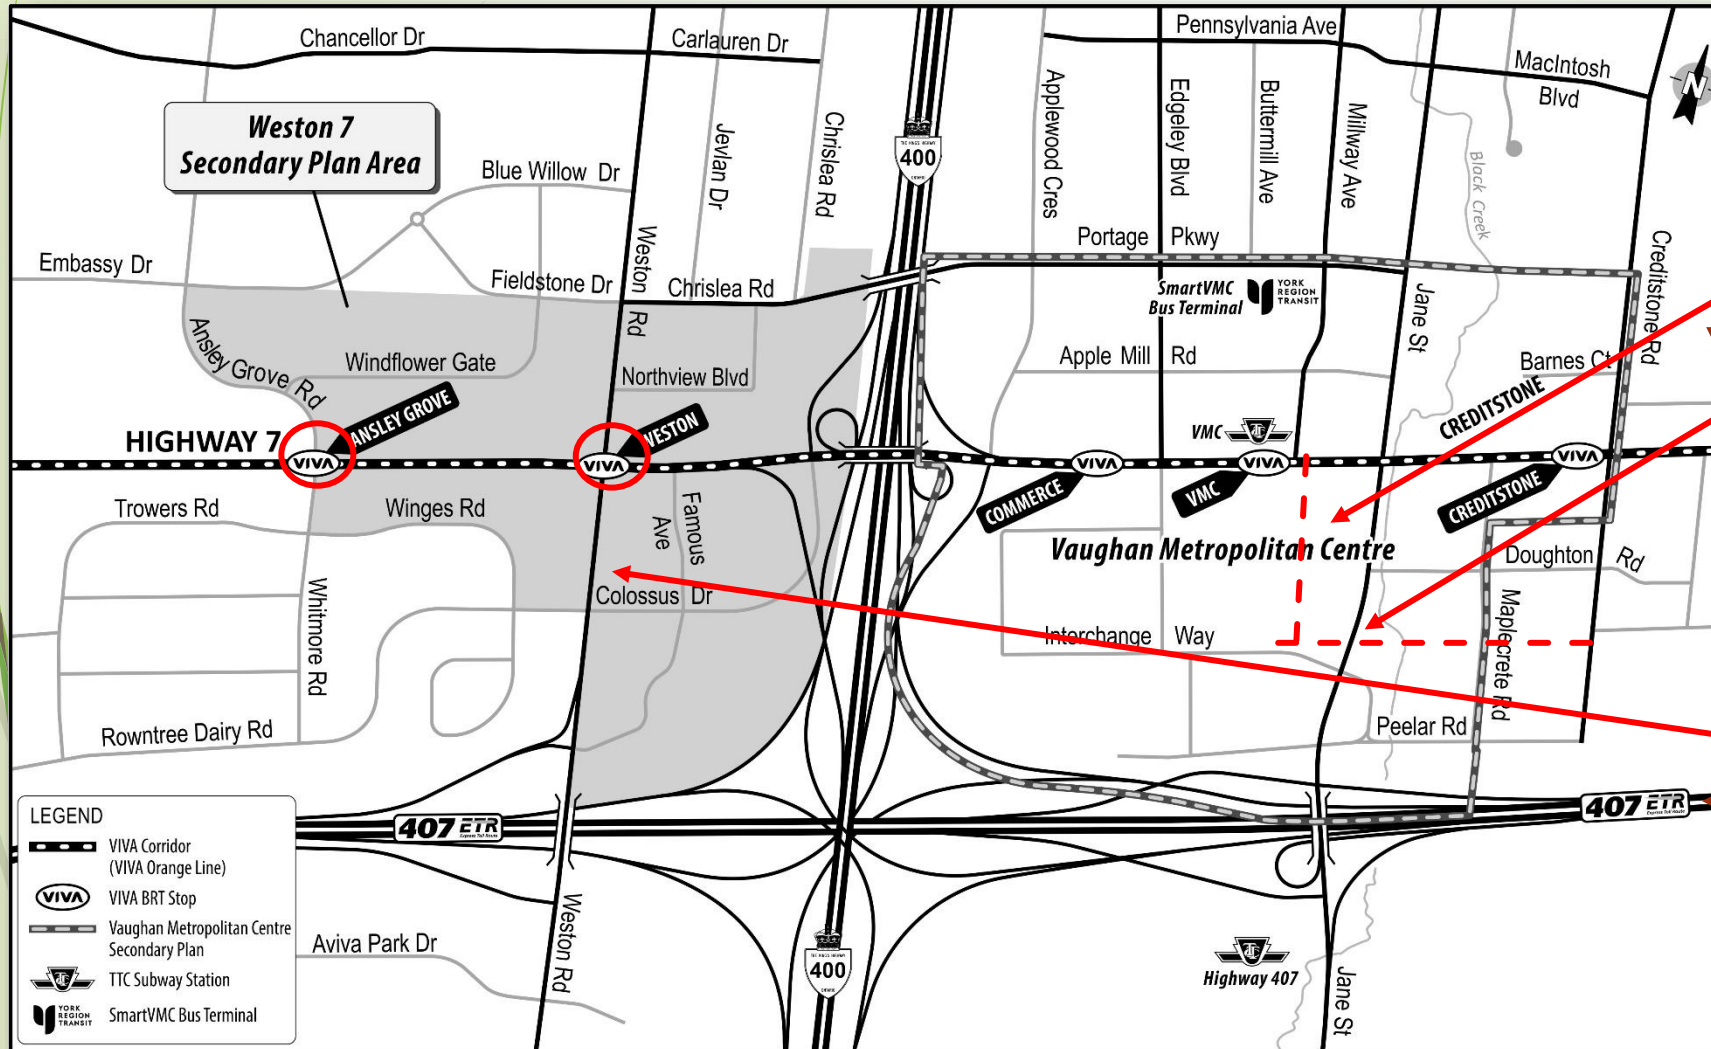 Chancellor Dr
Carlauren Dr
Pennsylvania Ave
MacIntosh
Blvd
N
Weston 7
Secondary Plan Area
Blue Willow Dr
Jevlan Dr
Chrislea Rd
400
Applewood Cres
Edgeley Blvd
Buttermill Ave
Millway Ave
Black Creek
Embassy Dr
Fieldstone Dr
Weston
Rd
Chrislea Rd
Portage Pkwy
SmartVMC
Bus Terminal
YORK
REGION
TRANSIT
Jane St
Creditstone Rd
Ansley Grove Rd
Windflower Gate
Northview Blvd
Apple Mill Rd
Barnes Ct
HIGHWAY 7
ANSLEY GROVE
WESTON
VIVA
VIVA
VMC
CREDITSTONE
VIVA
VIVA
VIVA
COMMERCE
VMC
CREDITSTONE
Trowers Rd
Winges Rd
Famous
Ave
Vaughan Metropolitan Centre
Doughton Rd
Whitmore Rd
Colossus Dr
Interchange Way
Maplecrete Rd
Rowntree Dairy Rd
Peelar Rd
407 ETR
407 ETR
LEGEND
VIVA Corridor
(VIVA Orange Line)
VIVA
VIVA BRT Stop
Vaughan Metropolitan Centre
Secondary Plan
TTC Subway Station
YORK
REGION
TRANSIT
SmartVMC Bus Terminal
Aviva Park Dr
Weston Rd
400
Highway 407
Jane St